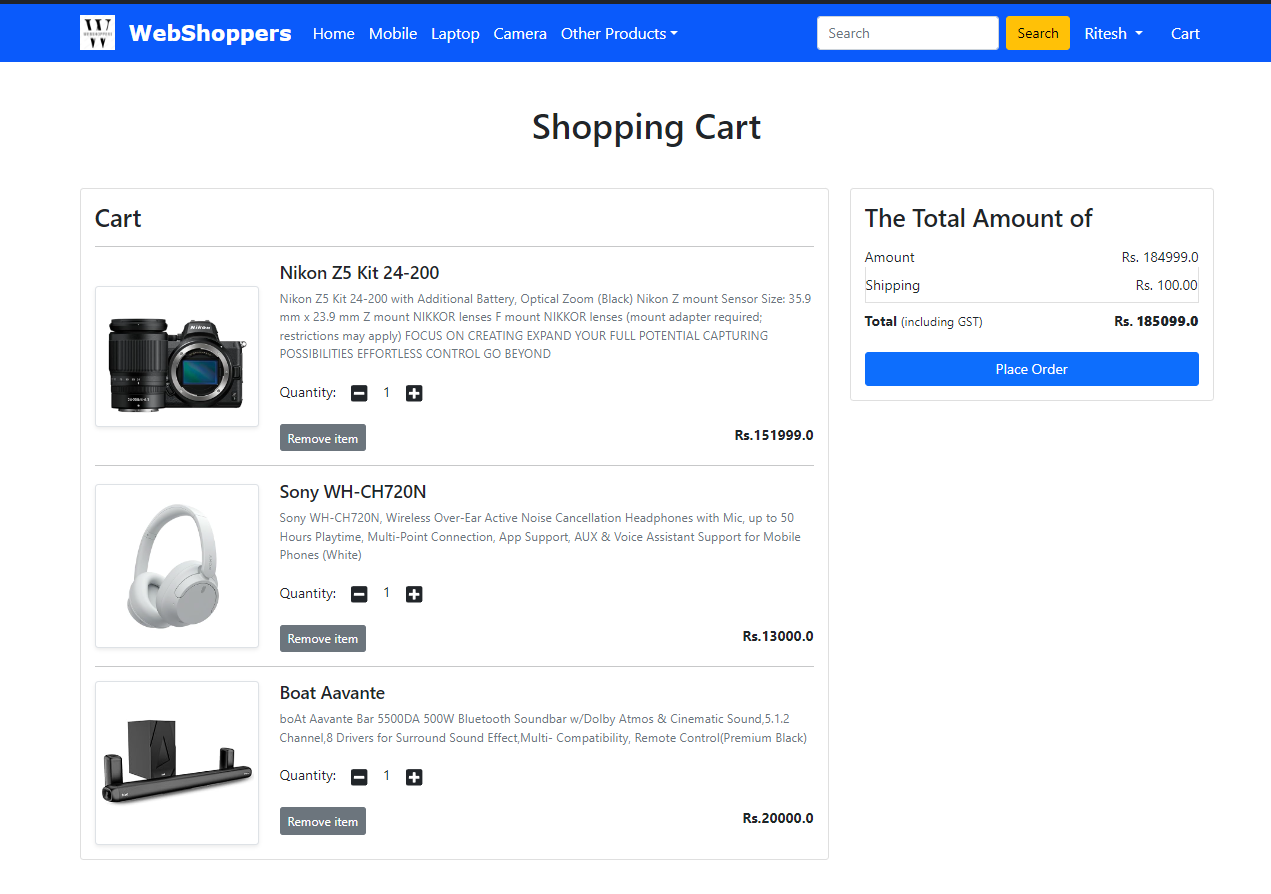 WebShoppers Home Mobile Laptop Camera Other Products Search Search Ritesh Cart
Shopping Cart
Cart
Nikon Z5 Kit 24-200
Nikon Z5 Kit 24-200 with Additional Battery, Optical Zoom (Black) Nikon Z mount Sensor Size: 35.9
mm x 23.9 mm Z mount NIKKOR lenses F mount NIKKOR lenses (mount adapter required;
restrictions may apply) FOCUS ON CREATING EXPAND YOUR FULL POTENTIAL CAPTURING
POSSIBILITIES EFFORTLESS CONTROL GO BEYOND
Nikon
Quantity: 1
Remove item Rs.151999.0
Sony WH-CH720N
Sony WH-CH720N, Wireless Over-Ear Active Noise Cancellation Headphones with Mic, up to 50
Hours Playtime, Multi-Point Connection, App Support, AUX & Voice Assistant Support for Mobile
Phones (White)
Quantity: 1
Remove item Rs.13000.0
Boat Aavante
boAt Aavante Bar 5500DA 500W Bluetooth Soundbar w/Dolby Atmos & Cinematic Sound,5.1.2
Channel,8 Drivers for Surround Sound Effect,Multi- Compatibility, Remote Control(Premium Black)
Quantity: 1
Remove item Rs.20000.0
The Total Amount of
Amount Rs. 184999.0
Shipping Rs. 100.00
Total (including GST) Rs. 185099.0
Place Order